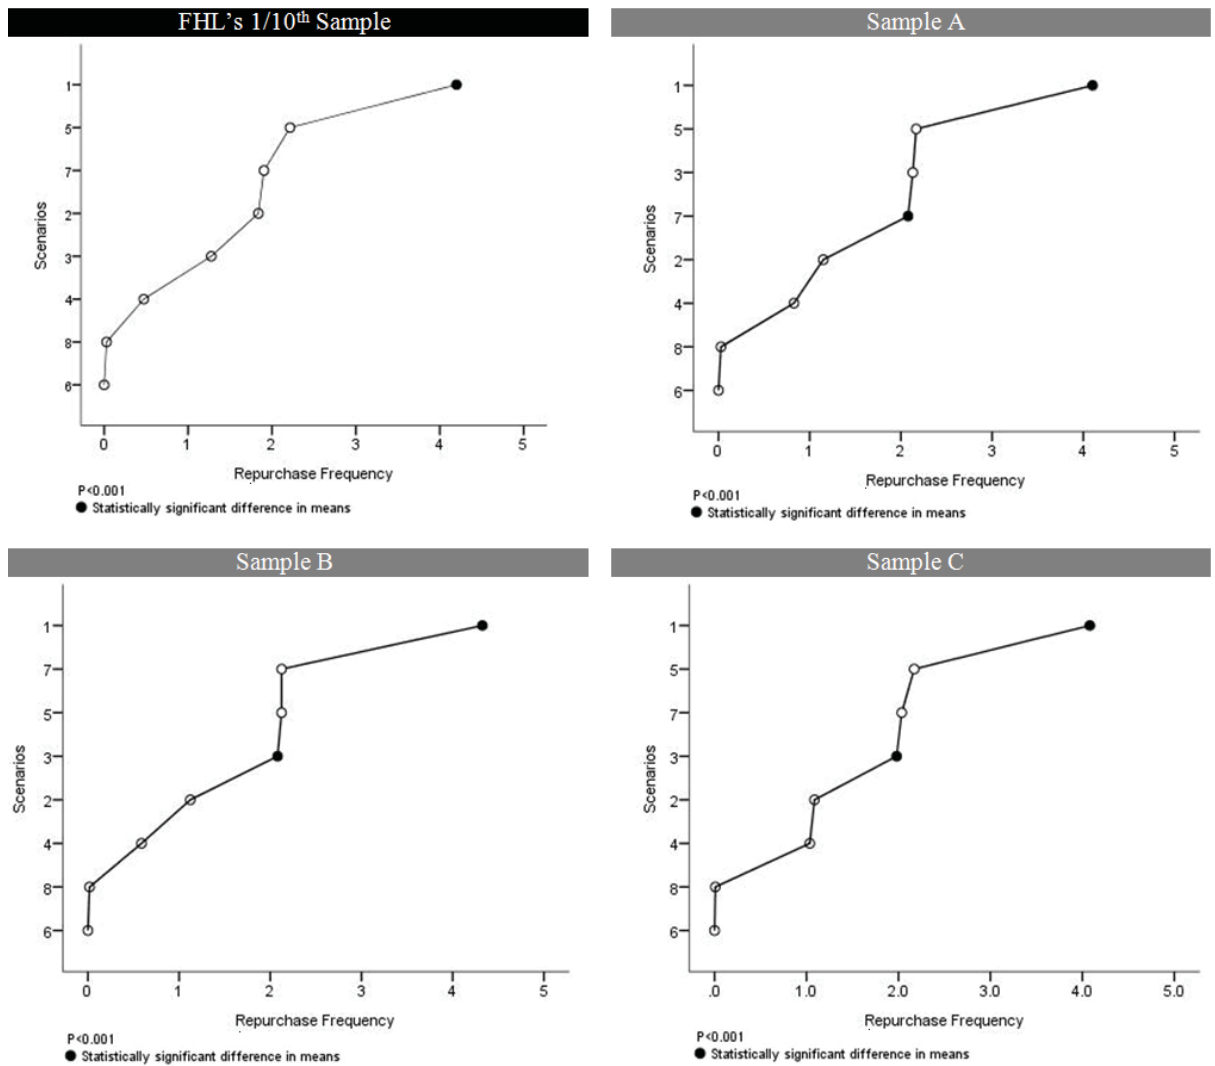 FHL's 1/10th Sample
1
5
7
2
3
4
8
6
Scenarios
0 1 2 3 4 5
Repurchase Frequency
P<0.001
● Statistically significant difference in means
Sample A
1
5
3
7
2
4
8
6
Scenarios
0 1 2 3 4 5
Repurchase Frequency
P<0.001
● Statistically significant difference in means
Sample B
1
7
5
3
2
4
8
6
Scenarios
0 1 2 3 4 5
Repurchase Frequency
P<0.001
● Statistically significant difference in means
Sample C
1
5
7
3
2
4
8
6
Scenarios
.0 1.0 2.0 3.0 4.0 5.0
Repurchase Frequency
P<0.001
● Statistically significant difference in means